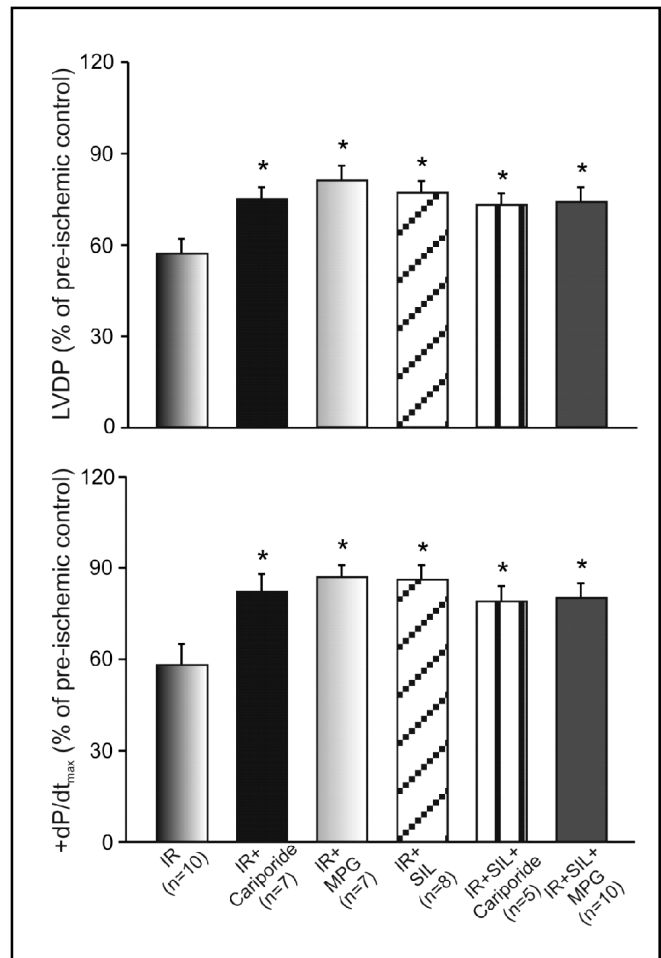 LVDP (% of pre-ischemic control)
120
90
60
30
0
*
*
*
*
*
+dP/dtmax (% of pre-ischemic control)
120
90
60
30
0
*
*
*
*
*
IR
(n=10)
IR+
Cariporide
(n=7)
IR+
MPG
(n=7)
IR+
SIL
(n=8)
IR+SIL+
Cariporide
(n=5)
IR+SIL+
MPG
(n=10)